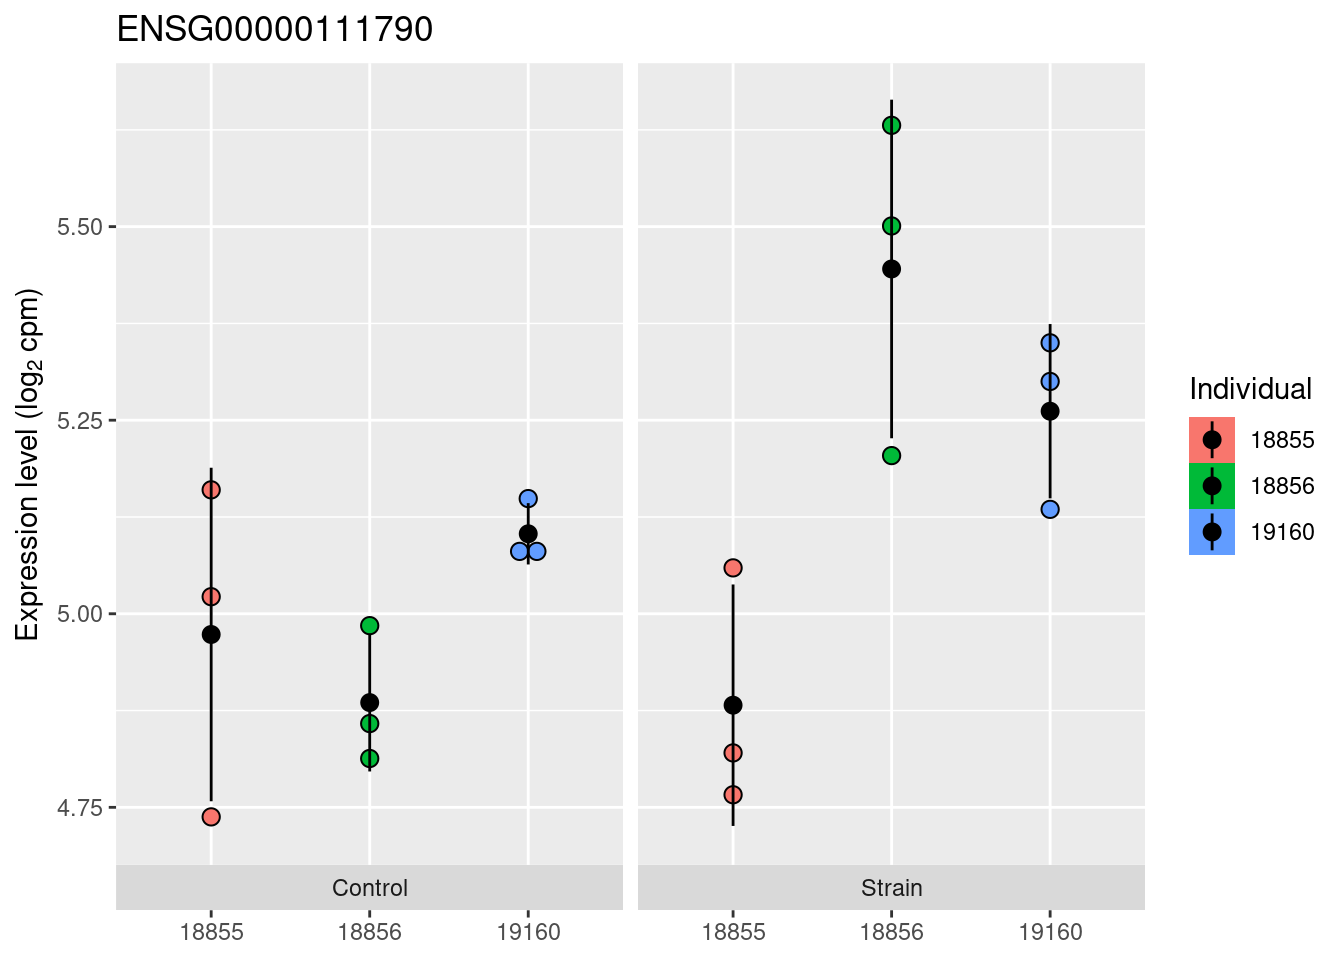 ENSG00000111790
Expression level (log₂ cpm)
5.50
5.25
5.00
4.75
Control
Strain
18855
18856
19160
18855
18856
19160
Individual
18855
18856
19160